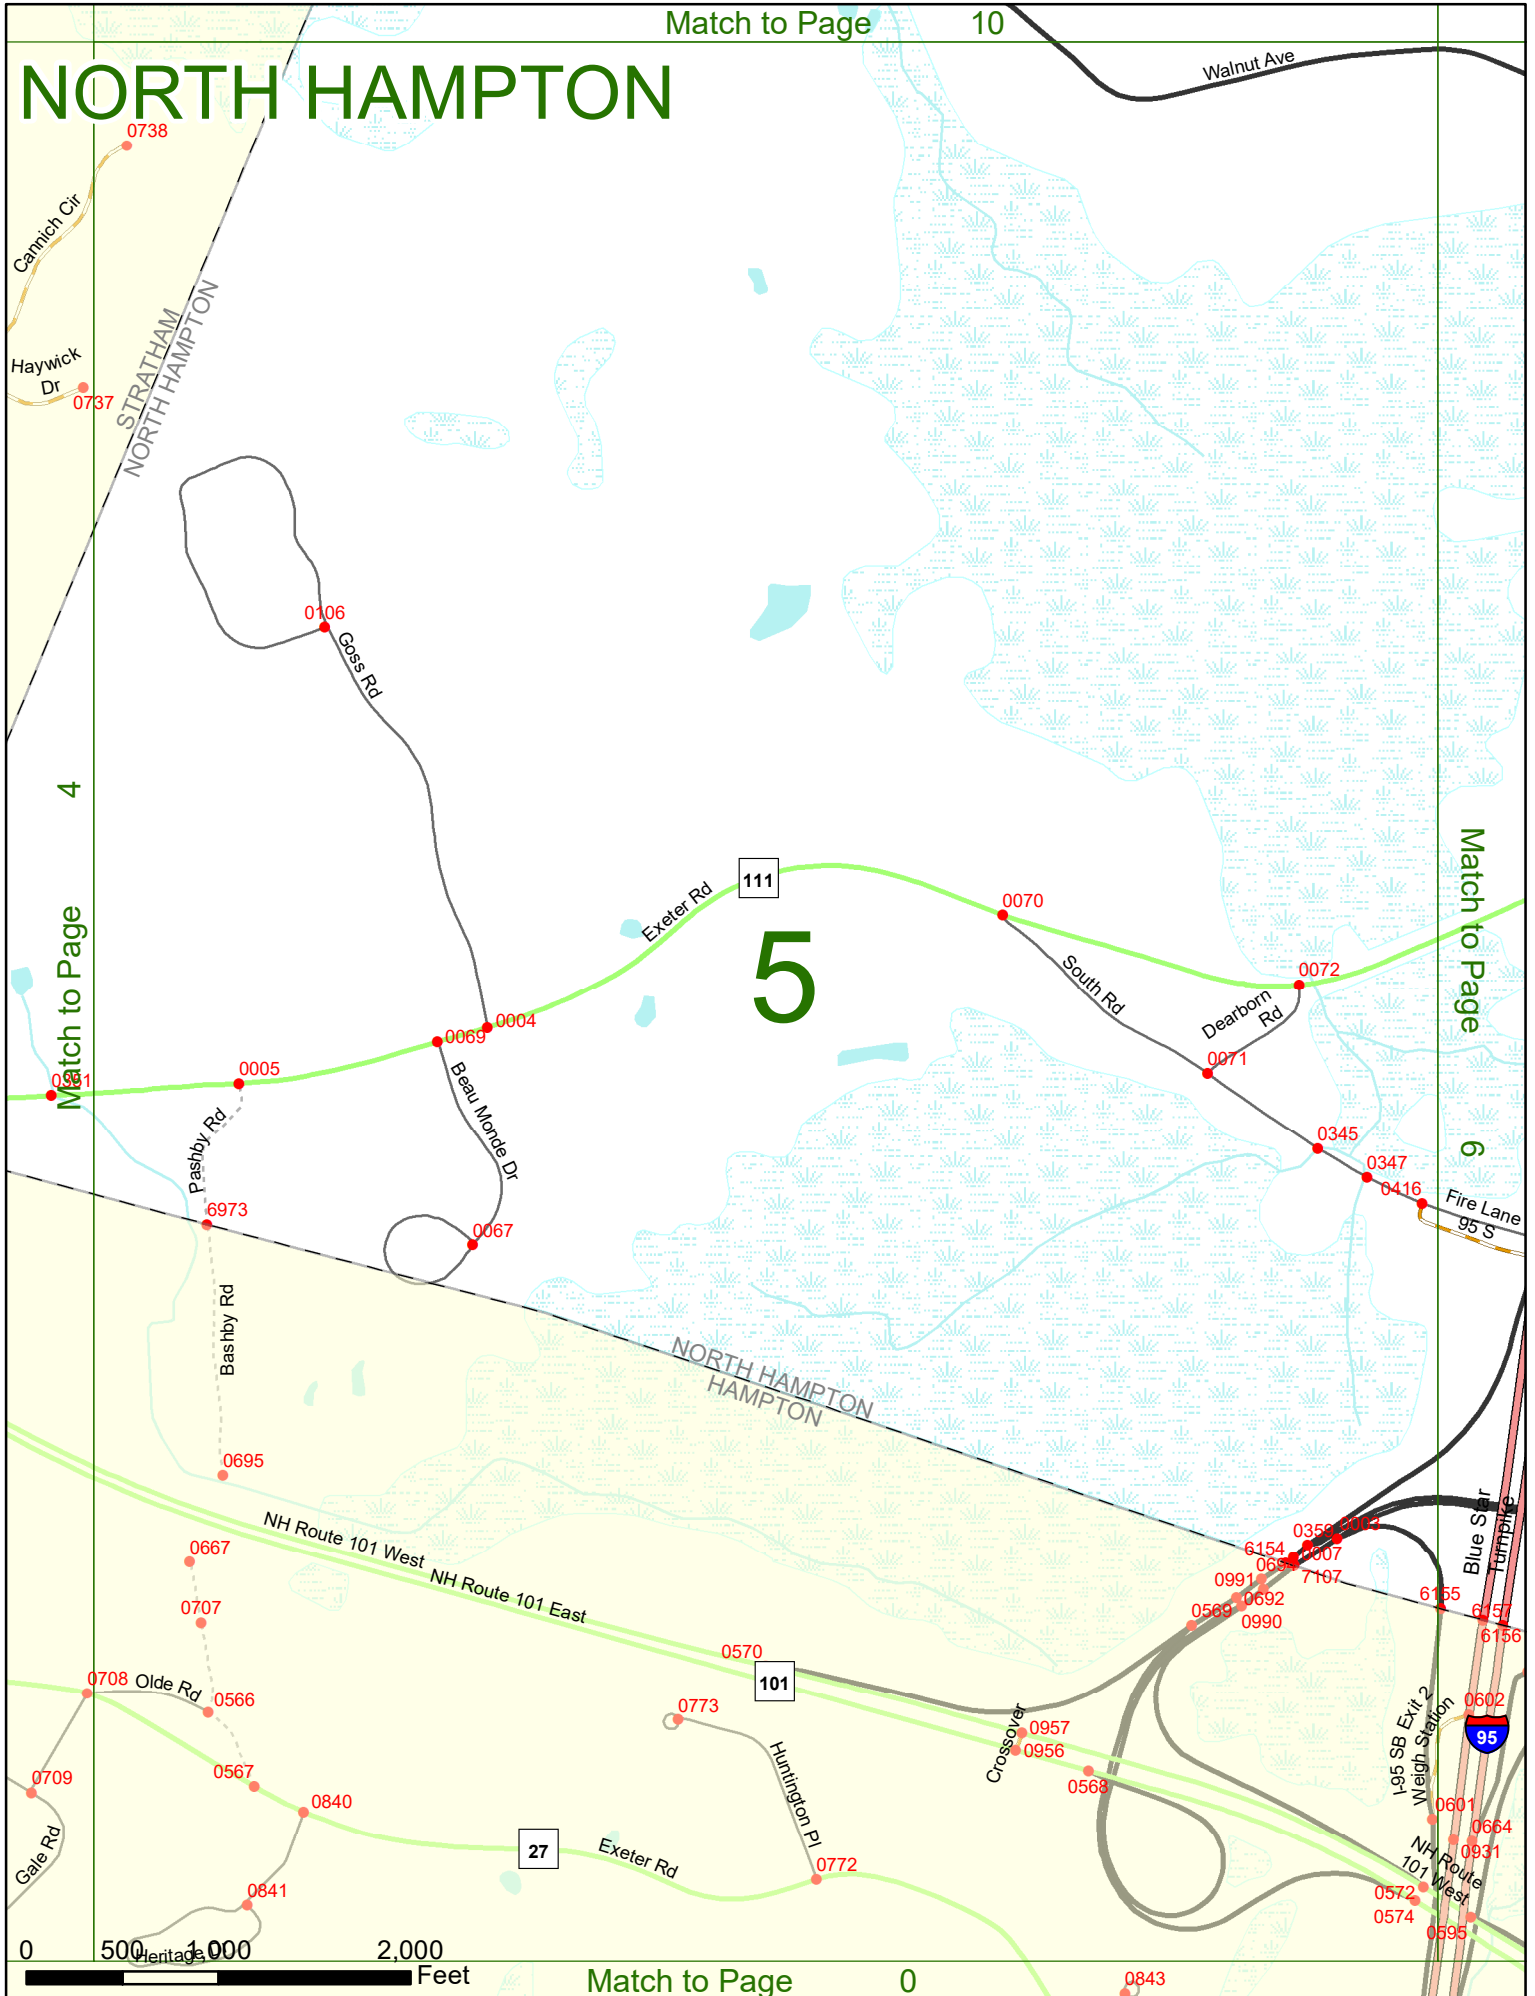 Match to Page 10
NORTH HAMPTON
Walnut Ave
0738
Cannich Cir
STRATHAM
NORTH HAMPTON
Haywick
Dr
0737
0106
Goss Rd
Match to Page 4
Match to Page 6
111
Exeter Rd
0070
5
South Rd
0072
Dearborn
Rd
0004
0069
0071
0005
0351
Beau Monde Dr
Pashby Rd
0345
0347
0416
Fire Lane
95 S
6973
0067
Bashby Rd
NORTH HAMPTON
HAMPTON
0695
NH Route 101 West
NH Route 101 East
0667
0707
Blue Star
Turnpike
0359
0003
6154
0007
0694
7107
0991
0692
0990
0569
6155
6157
6156
0570
101
0708
Olde Rd
0566
0773
Crossover
0957
0956
0568
I-95 SB Exit 2
Weigh Station
0602
95
0709
0567
0840
Huntington Pl
0601
0664
0931
Gale Rd
27
Exeter Rd
0772
NH Route
101 West
0841
0572
0574
0595
Heritage Dr
0 500 1,000 2,000
Feet
Match to Page 0
0843